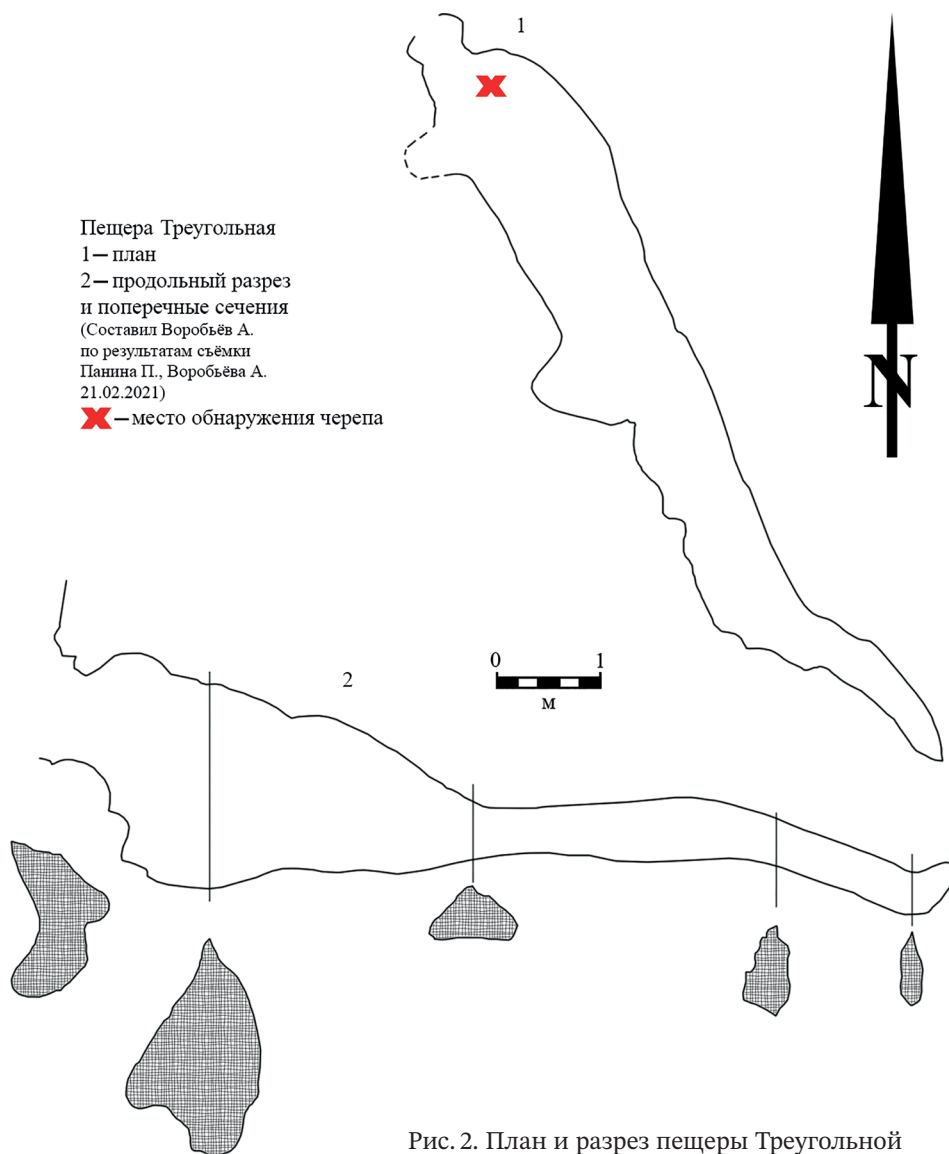 1
Пещера Треугольная
1— план
2— продольный разрез
и поперечные сечения
(Составил Воробьёв А.
по результатам съёмки
Панина П., Воробьёва А.
21.02.2021)
—место обнаружения черепа
N
2
0 1
м
Рис. 2. План и разрез пещеры Треугольной